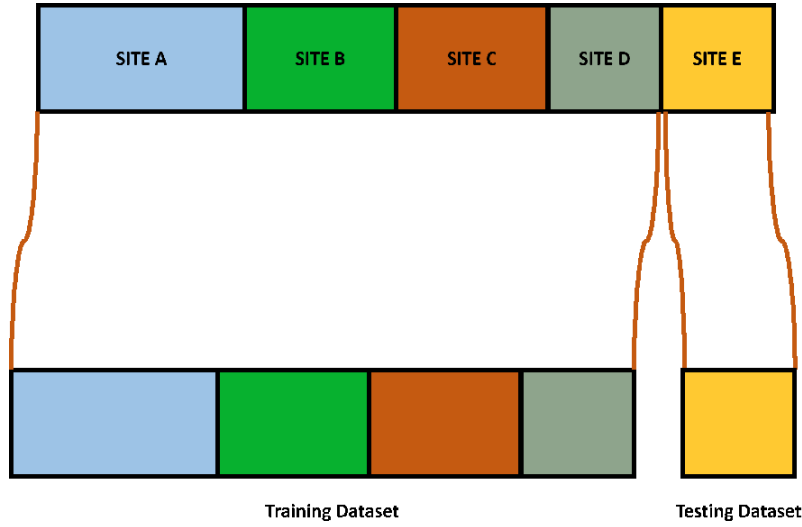 SITE A
SITE B
SITE C
SITE D
SITE E
Training Dataset
Testing Dataset